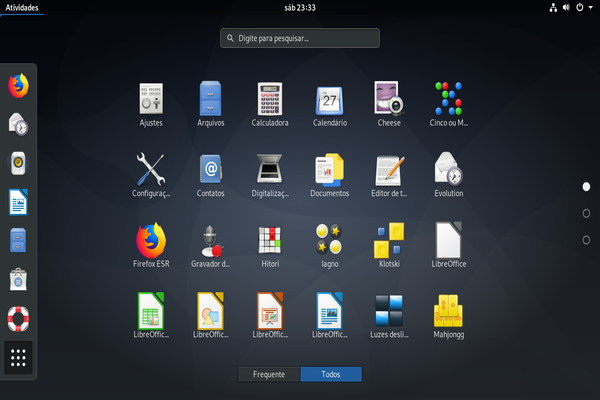 Atividades
sáb 23:33
Digite para pesquisar...
Ajustes
Arquivos
Calculadora
Calendário
Cheese
Cinco ou M...
Configuraç...
Contatos
Digitalizaç...
Documentos
Editor de t...
Evolution
Firefox ESR
Gravador d...
Hitori
Iagno
Klotski
LibreOffice
LibreOffic...
LibreOffic...
LibreOffic...
LibreOffic...
Luzes desli...
Mahjongg
Frequente
Todos